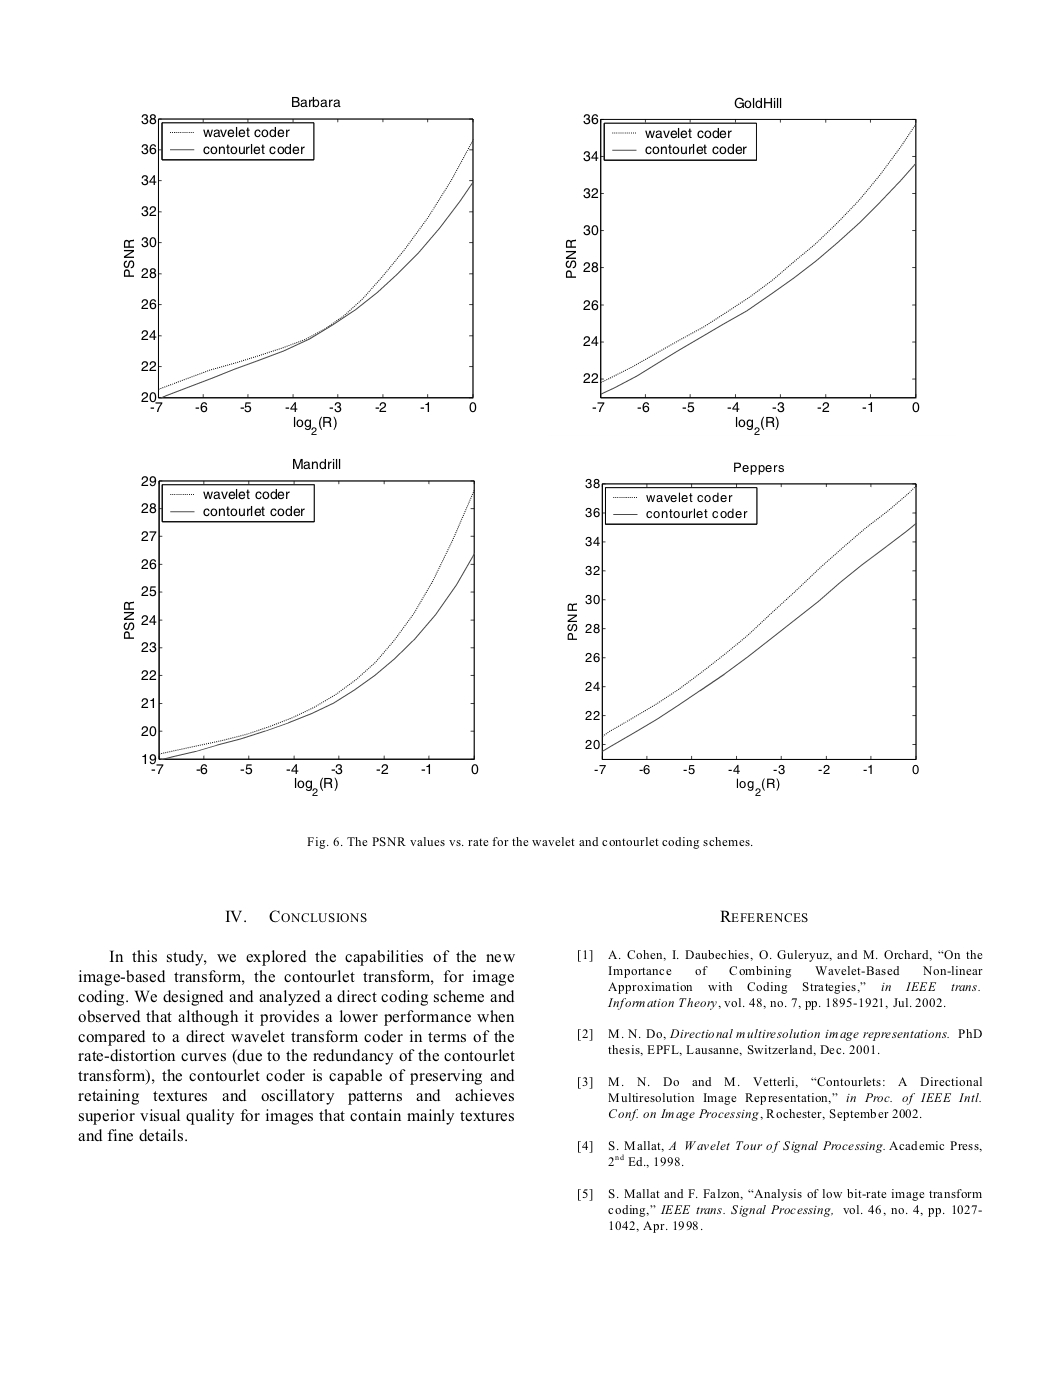 Barbara
38
36
34
32
30
28
26
24
22
20
PSNR
wavelet coder
contourlet coder
-7 -6 -5 -4 -3 -2 -1 0
log2(R)
GoldHill
36
34
32
30
28
26
24
22
PSNR
wavelet coder
contourlet coder
-7 -6 -5 -4 -3 -2 -1 0
log2(R)
Mandrill
29
28
27
26
25
24
23
22
21
20
19
PSNR
wavelet coder
contourlet coder
-7 -6 -5 -4 -3 -2 -1 0
log2(R)
Peppers
38
36
34
32
30
28
26
24
22
20
PSNR
wavelet coder
contourlet coder
-7 -6 -5 -4 -3 -2 -1 0
log2(R)
Fig. 6. The PSNR values vs. rate for the wavelet and contourlet coding schemes.
IV. CONCLUSIONS
In this study, we explored the capabilities of the new
image-based transform, the contourlet transform, for image
coding. We designed and analyzed a direct coding scheme and
observed that although it provides a lower performance when
compared to a direct wavelet transform coder in terms of the
rate-distortion curves (due to the redundancy of the contourlet
transform), the contourlet coder is capable of preserving and
retaining textures and oscillatory patterns and achieves
superior visual quality for images that contain mainly textures
and fine details.
REFERENCES
[1] A. Cohen, I. Daubechies, O. Guleryuz, and M. Orchard, “On the
Importance of Combining Wavelet-Based Non-linear
Approximation with Coding Strategies,” in IEEE trans.
Information Theory, vol. 48, no. 7, pp. 1895-1921, Jul. 2002.
[2] M. N. Do, Directional multiresolution image representations. PhD
thesis, EPFL, Lausanne, Switzerland, Dec. 2001.
[3] M. N. Do and M. Vetterli, “Contourlets: A Directional
Multiresolution Image Representation,” in Proc. of IEEE Intl.
Conf. on Image Processing, Rochester, September 2002.
[4] S. Mallat, A Wavelet Tour of Signal Processing. Academic Press,
2nd Ed., 1998.
[5] S. Mallat and F. Falzon, “Analysis of low bit-rate image transform
coding,” IEEE trans. Signal Processing, vol. 46, no. 4, pp. 1027-
1042, Apr. 1998.